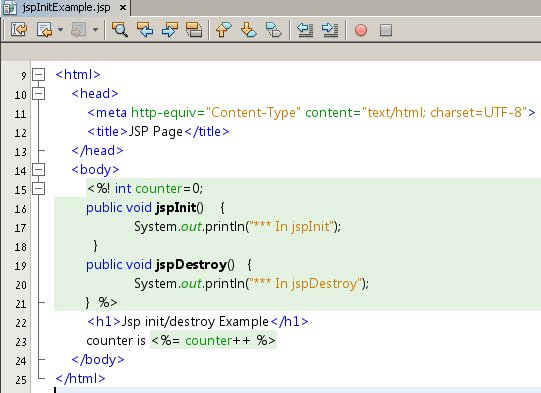 jspInitExample.jsp ×
9 <html>
10 <head>
11 <meta http-equiv="Content-Type" content="text/html; charset=UTF-8">
12 <title>JSP Page</title>
13 </head>
14 <body>
15 <%! int counter=0;
16 public void jspInit() {
17 System.out.println("*** In jspInit");
18 }
19 public void jspDestroy() {
20 System.out.println("*** In jspDestroy");
21 } %>
22 <h1>Jsp init/destroy Example</h1>
23 counter is <%= counter++ %>
24 </body>
25 </html>